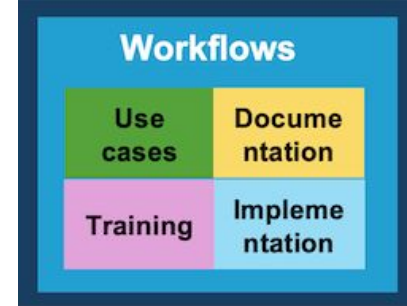 Workflows
Use
cases
Docume
ntation
Training
Impleme
ntation